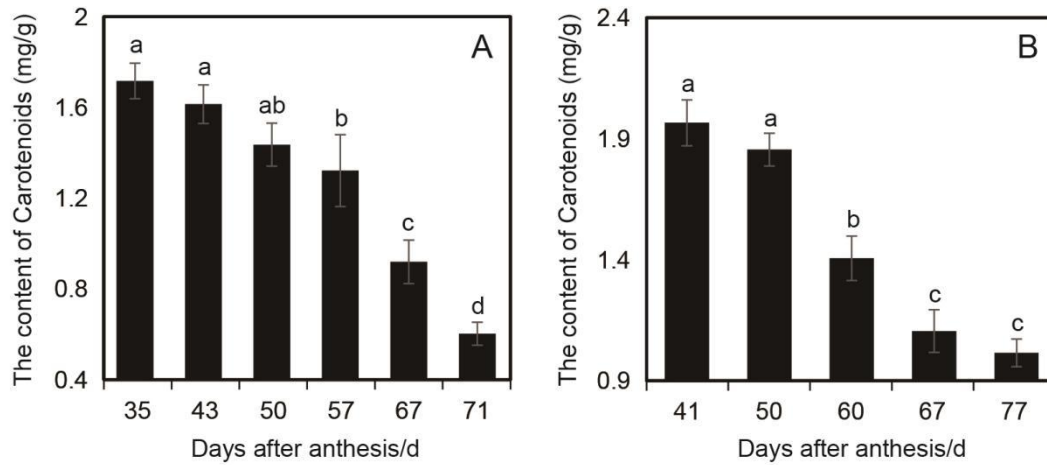 The content of Carotenoids (mg/g)
2
1.6
1.2
0.8
0.4
A
a
a
ab
b
c
d
35 43 50 57 67 71
Days after anthesis/d
The content of Carotenoids (mg/g)
2.4
1.9
1.4
0.9
B
a
a
b
c
c
41 50 60 67 77
Days after anthesis/d